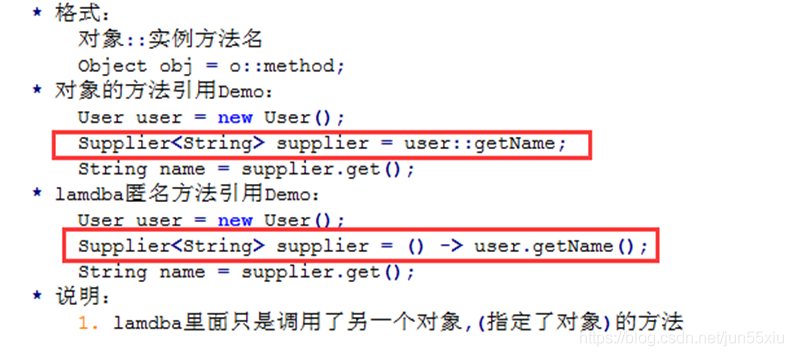 * 格式:
对象::实例方法名
Object obj = o::method;
* 对象的方法引用Demo:
User user = new User();
Supplier<String> supplier = user::getName;
String name = supplier.get();
* lamdba匿名方法引用Demo:
User user = new User();
Supplier<String> supplier = () -> user.getName();
String name = supplier.get();
* 说明:
1. lamdba里面只是调用了另一个对象,(指定了对象)的方法
https://blog.csdn.net/jun55xiu